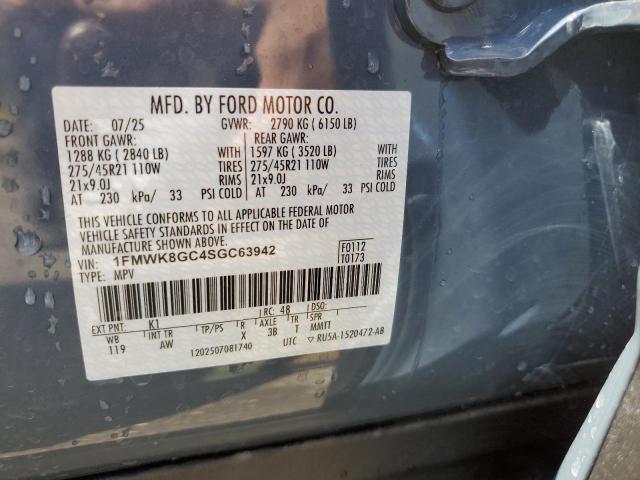 MFD. BY FORD MOTOR CO.
DATE: 07/25 GVWR: 2790 KG ( 6150 LB)
FRONT GAWR: REAR GAWR:
1288 KG ( 2840 LB) WITH 1597 KG ( 3520 LB) WITH
275/45R21 110W TIRES 275/45R21 110W TIRES
21x9.0J RIMS 21x9.0J RIMS
AT 230 kPa/ 33 PSI COLD AT 230 kPa/ 33 PSI COLD
THIS VEHICLE CONFORMS TO ALL APPLICABLE FEDERAL MOTOR
VEHICLE SAFETY STANDARDS IN EFFECT ON THE DATE OF
MANUFACTURE SHOWN ABOVE.
VIN: 1FMWK8GC4SGC63942
TYPE: MPV
F0112
T0173
EXT PNT: K1 RC: 48 DSO:
WB INT TR TP/PS R AXLE TR SPR
119 AW X 3B T MMTT
1202507081740 UTC ▽ RU5A-1520472-AB